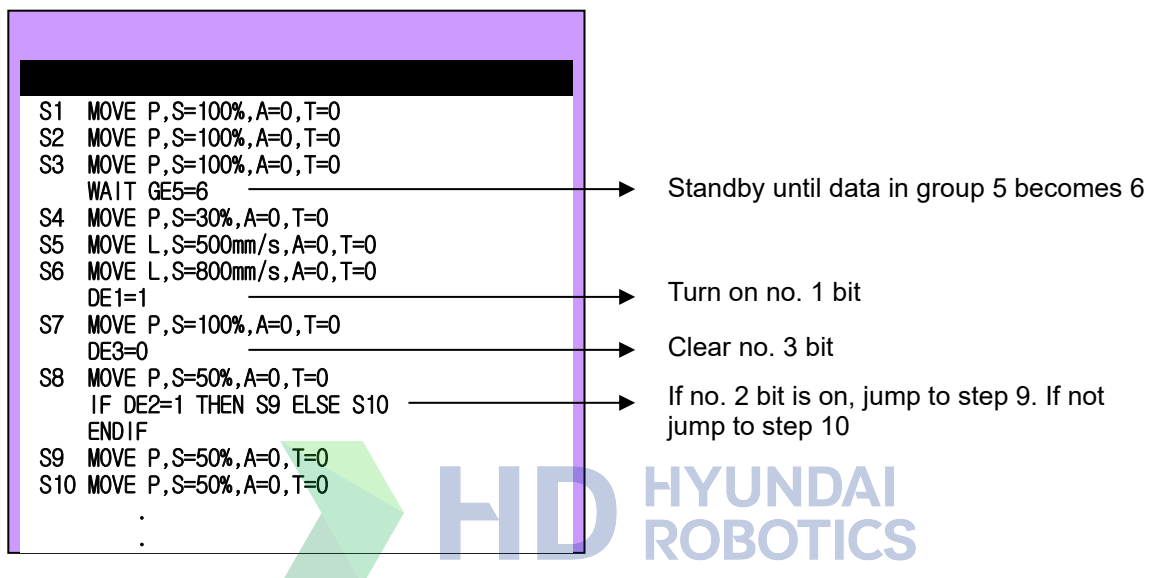 S1 MOVE P,S=100%,A=0,T=0
S2 MOVE P,S=100%,A=0,T=0
S3 MOVE P,S=100%,A=0,T=0
WAIT GE5=6
Standby until data in group 5 becomes 6
S4 MOVE P,S=30%,A=0,T=0
S5 MOVE L,S=500mm/s,A=0,T=0
S6 MOVE L,S=800mm/s,A=0,T=0
DE1=1
Turn on no. 1 bit
S7 MOVE P,S=100%,A=0,T=0
DE3=0
Clear no. 3 bit
S8 MOVE P,S=50%,A=0,T=0
IF DE2=1 THEN S9 ELSE S10
If no. 2 bit is on, jump to step 9. If not
jump to step 10
ENDIF
S9 MOVE P,S=50%,A=0,T=0
S10 MOVE P,S=50%,A=0,T=0
.
.
HD HYUNDAI
ROBOTICS